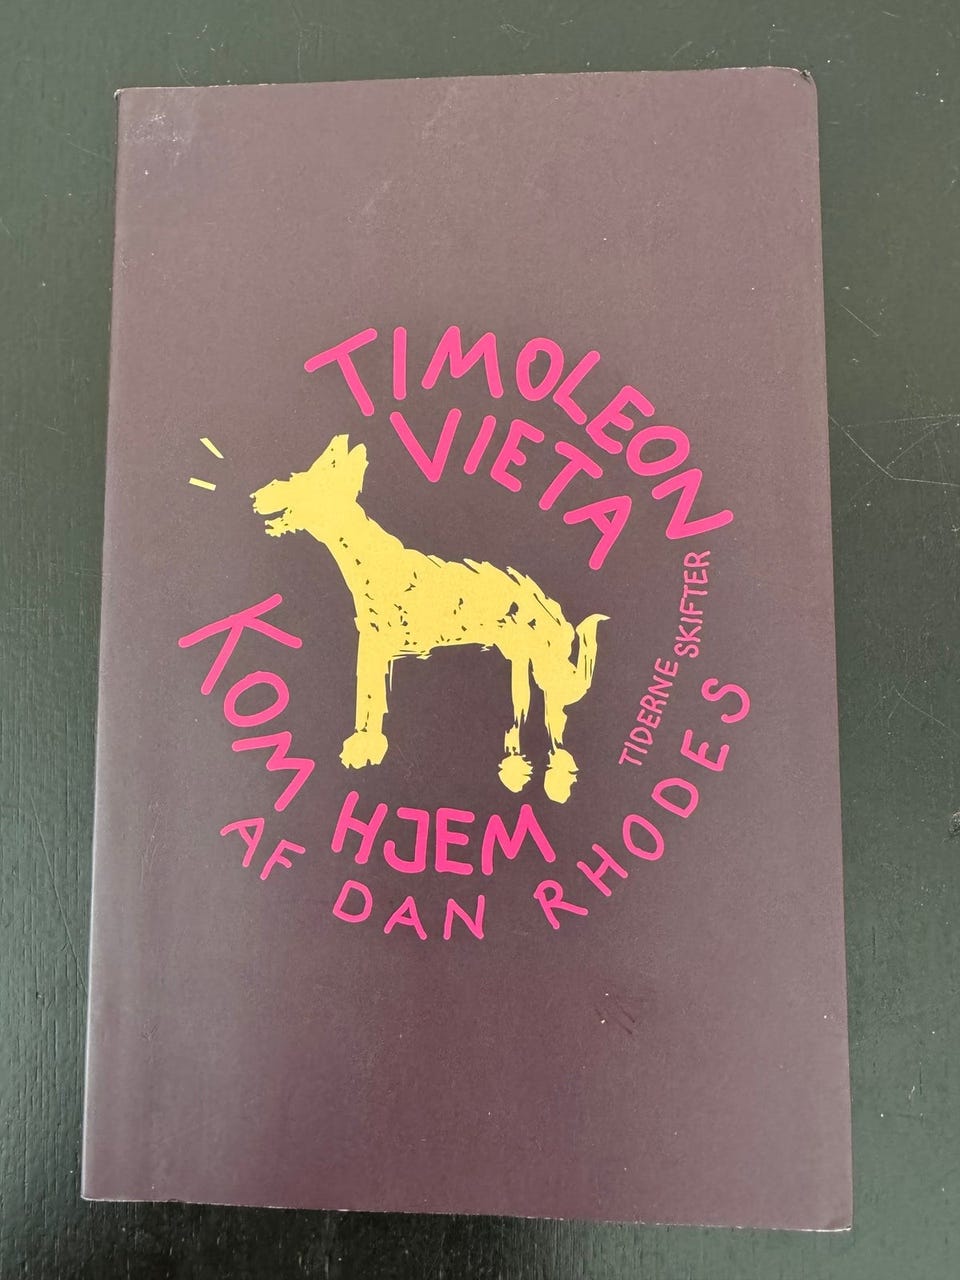 TIMOLEON
VIETA
KOM
HJEM
AF DAN RHODES
TIDERNE SKIFTER